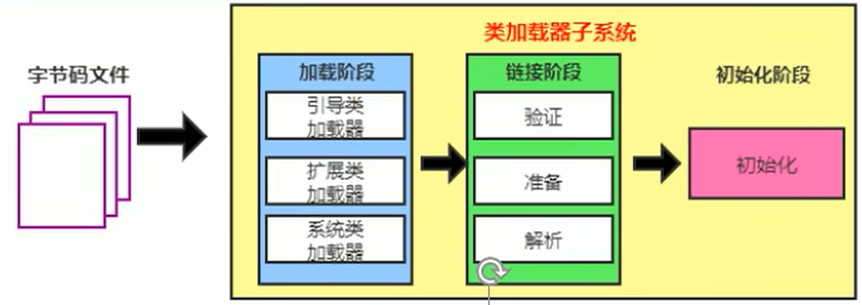 类加载器子系统
字节码文件
加载阶段
引导类
加载器
扩展类
加载器
系统类
加载器
链接阶段
验证
准备
解析
初始化阶段
初始化